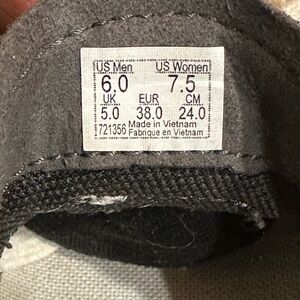 US Men US Women
6.0 7.5
UK EUR CM
5.0 38.0 24.0
721356 Made in Vietnam
Fabriqué en Vietnam